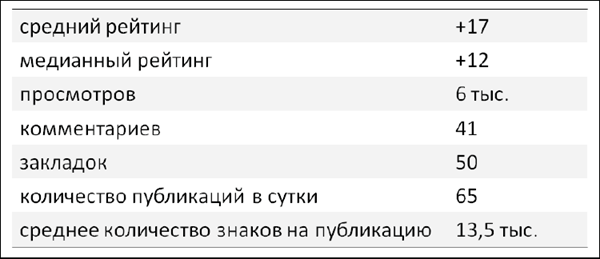 средний рейтинг +17
медианный рейтинг +12
просмотров 6 тыс.
комментариев 41
закладок 50
количество публикаций в сутки 65
среднее количество знаков на публикацию 13,5 тыс.